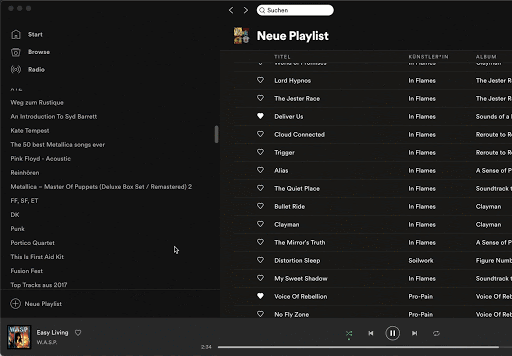 Suchen
Start
Browse
Radio
XTZ
Weg zum Rustique
An Introduction To Syd Barrett
Kate Tempest
The 50 best Metallica songs ever
Pink Floyd - Acoustic
Reinhören
Metallica – Master Of Puppets (Deluxe Box Set / Remastered) 2
FF, SF, ET
DK
Punk
Portico Quartet
This Is First Aid Kit
Fusion Fest
Top Tracks aus 2017
Neue Playlist
Neue Playlist
TITEL KÜNSTLER*IN ALBUM
World of Promises In Flames Clayman
Lord Hypnos In Flames The Jester R
The Jester Race In Flames The Jester R
Deliver Us In Flames Sounds of a
Cloud Connected In Flames Reroute to R
Trigger In Flames Reroute to R
Alias In Flames A Sense of P
The Quiet Place In Flames Soundtrack t
Bullet Ride In Flames Clayman
Clayman In Flames Clayman
The Mirror's Truth In Flames A Sense of P
Distortion Sleep Soilwork Figure Numb
My Sweet Shadow In Flames Soundtrack t
Voice Of Rebellion Pro-Pain Voice Of Reb
No Fly Zone Pro-Pain Voice Of Reb
Easy Living
W.A.S.P.
2:34